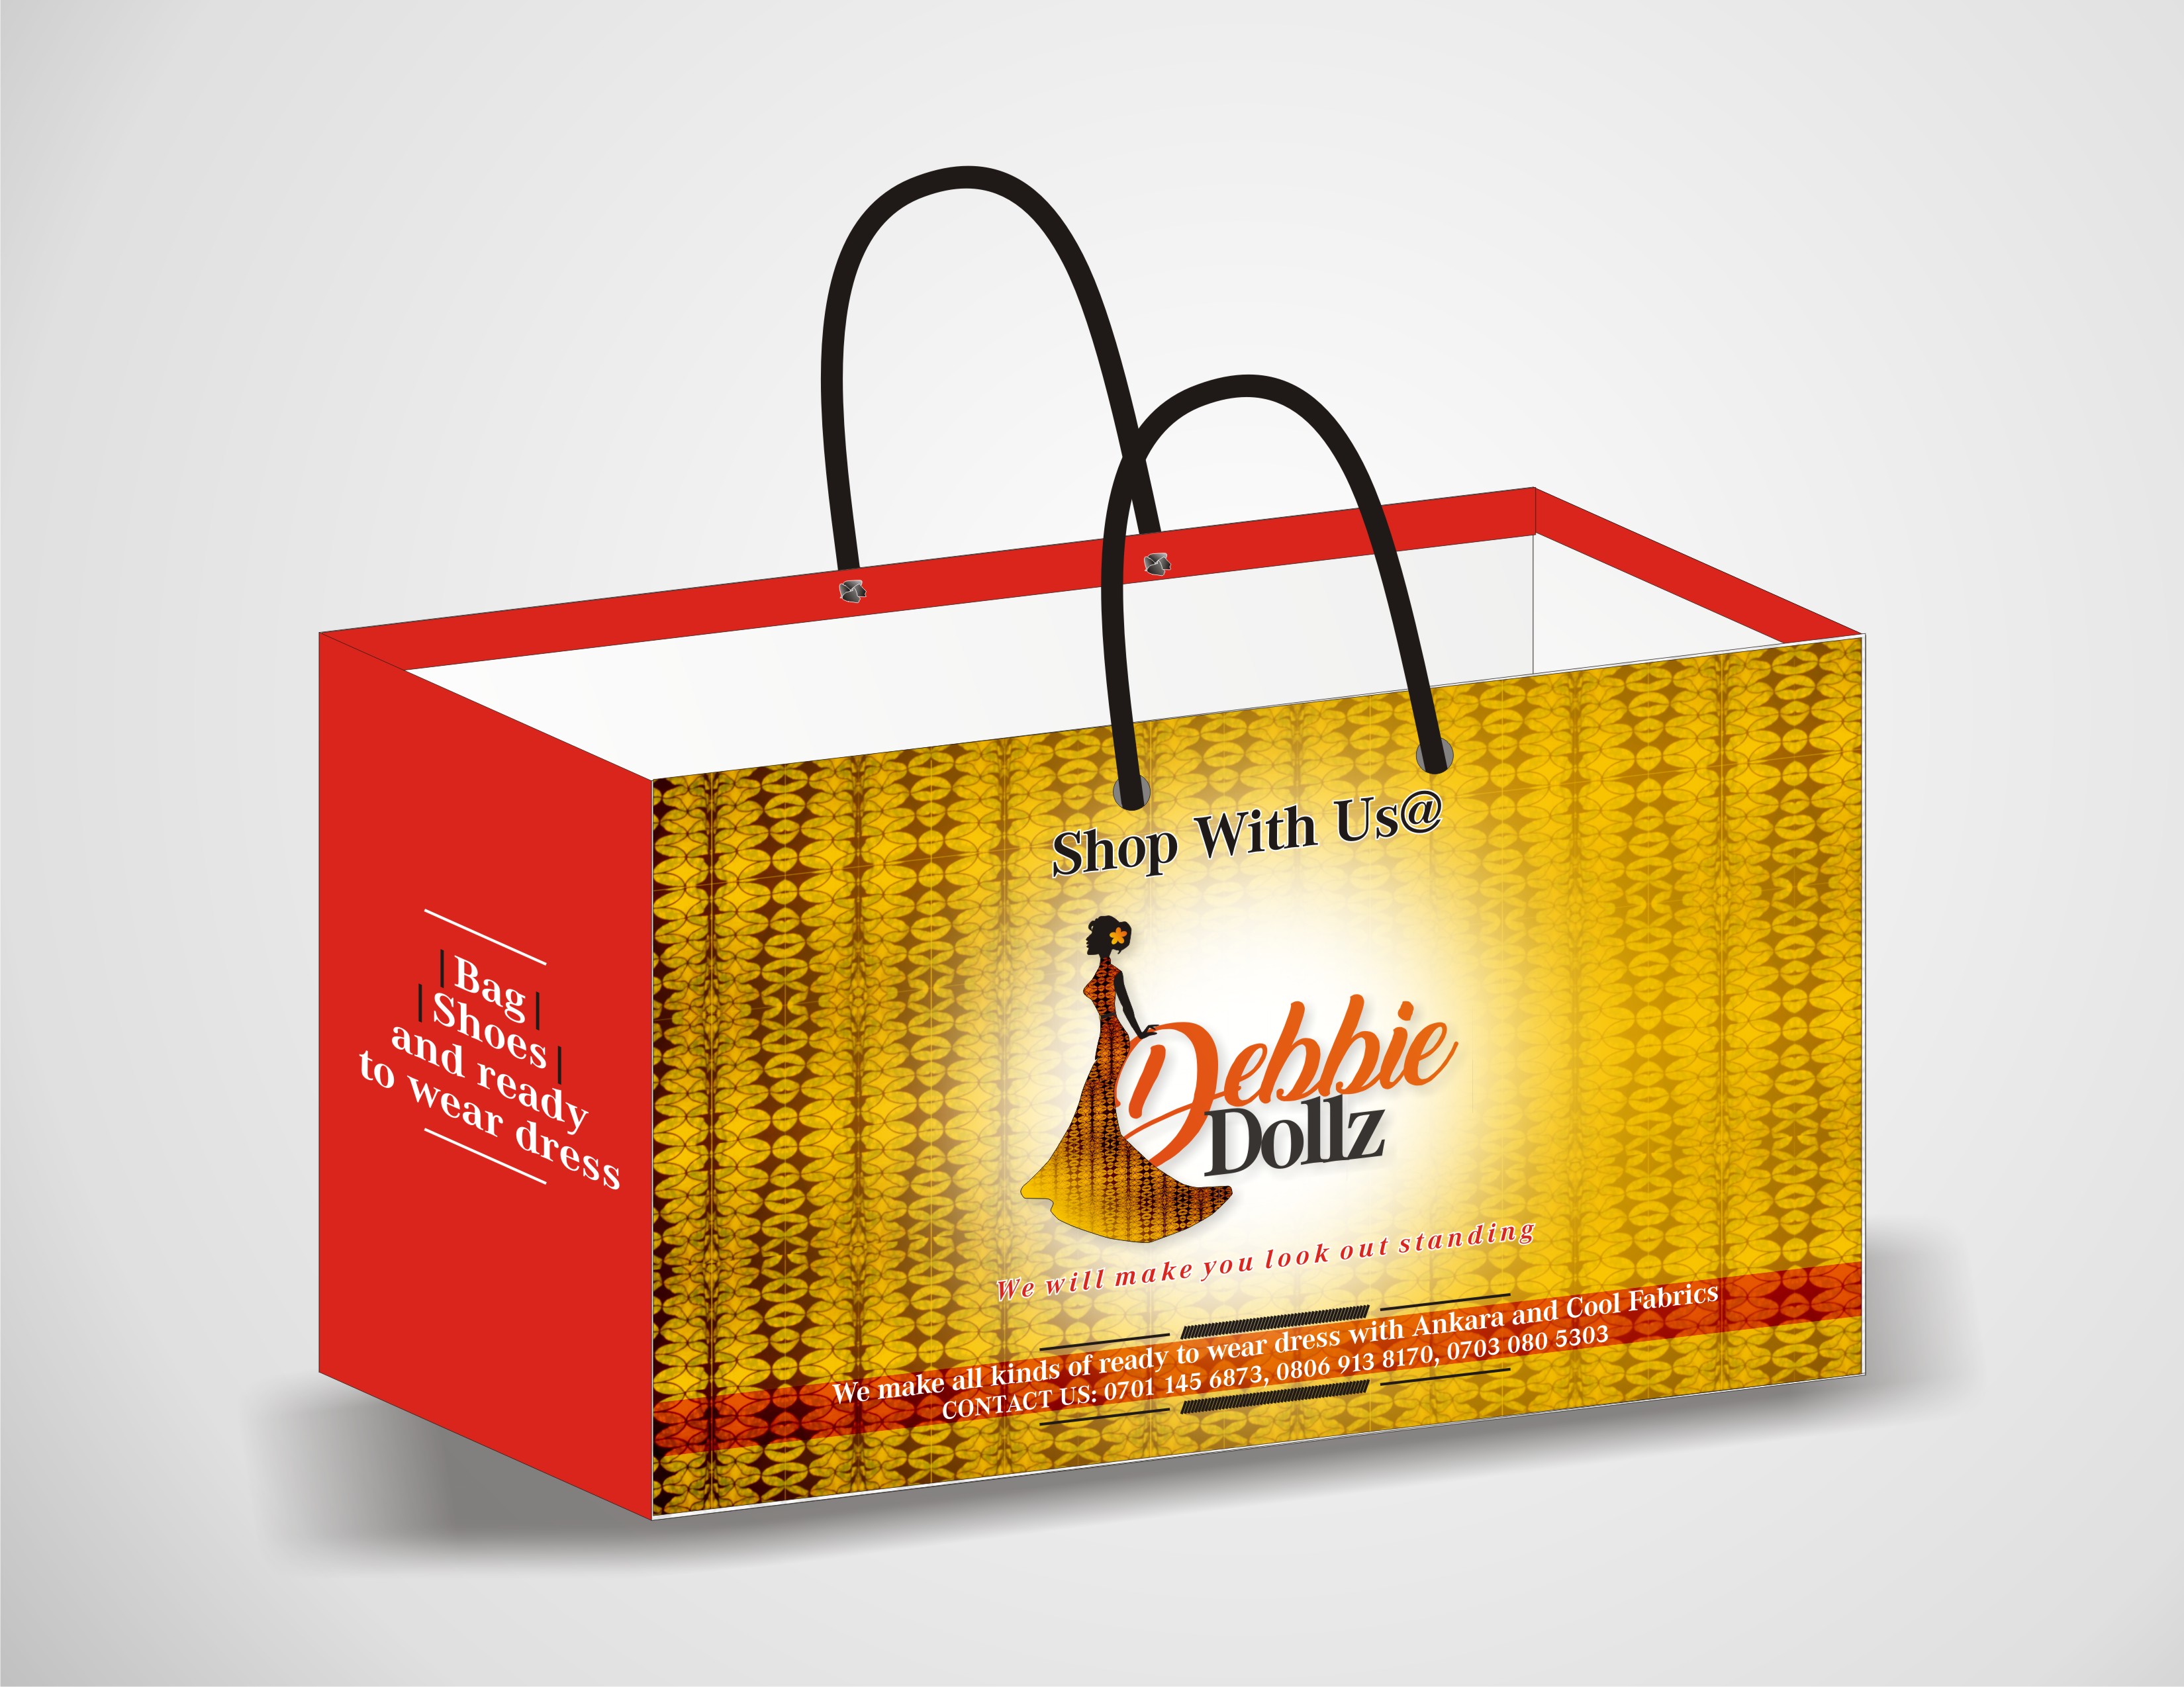 Bag
Shoes
and ready
to wear dress
Shop With Us@
Debbie
Dollz
We will make you look out standing
We make all kinds of ready to wear dress with Ankara and Cool Fabrics
CONTACT US: 0701 145 6873, 0806 913 8170, 0703 080 5303